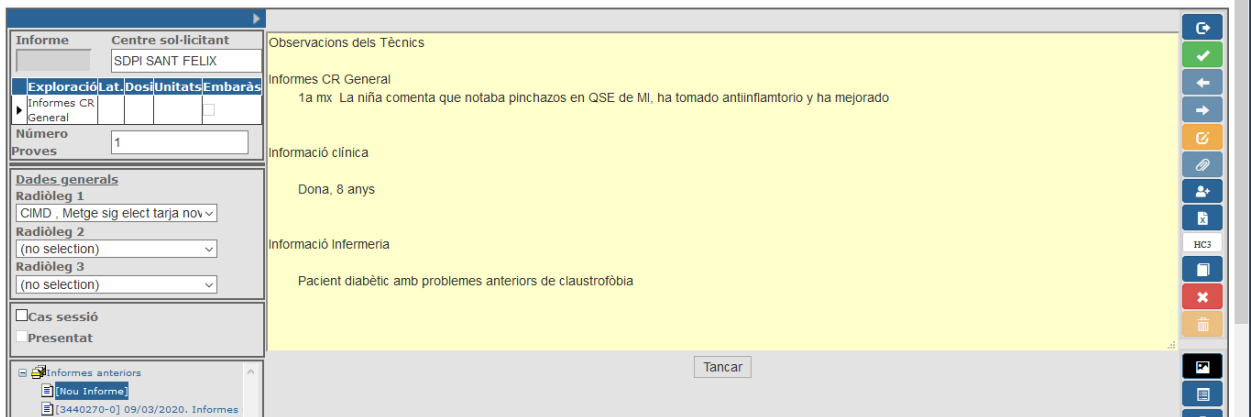 Informe Centre sol·licitant
SDPI SANT FELIX
Exploració Lat. Dosi Unitats Embaràs
Informes CR
General
Número
Proves
1
Dades generals
Radiòleg 1
CIMD , Metge sig elect tarja nov
Radiòleg 2
(no selection)
Radiòleg 3
(no selection)
Cas sessió
Presentat
Informes anteriors
[Nou Informe]
[3440270-0] 09/03/2020. Informes
Observacions dels Tècnics
Informes CR General
1a mx La niña comenta que notaba pinchazos en QSE de MI, ha tomado antiinflamtorio y ha mejorado
Informació clínica
Dona, 8 anys
Informació Infermeria
Pacient diabètic amb problemes anteriors de claustrofòbia
Tancar
HC3